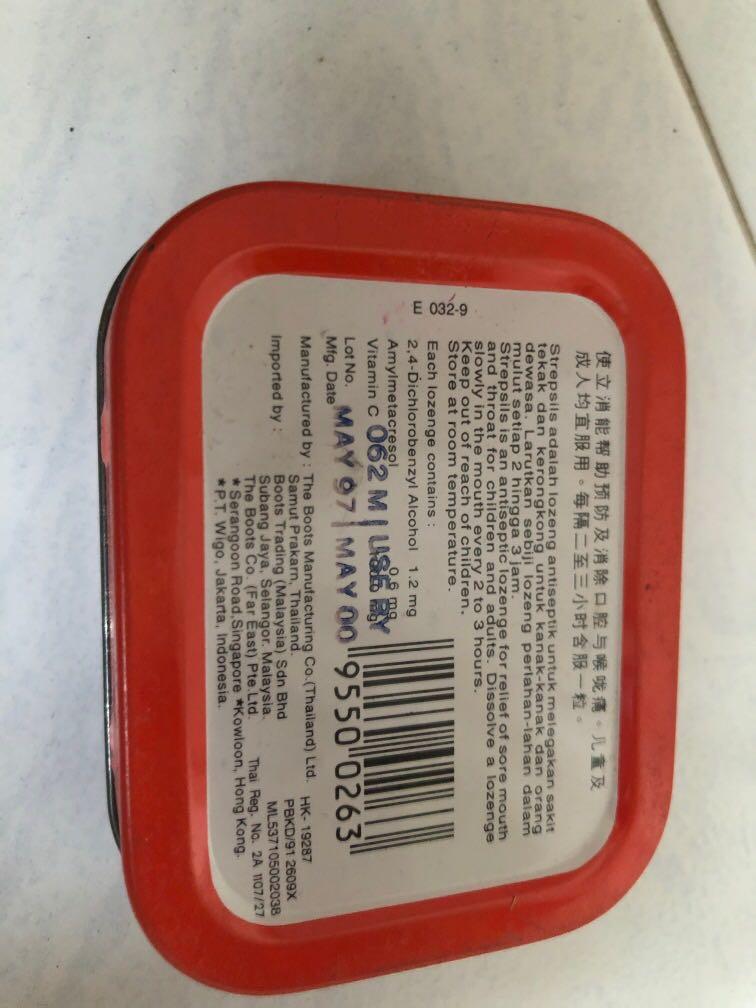 使立消能帮助预防及消除口腔与喉咙痛。儿童及
成人均宜服用。每隔二至三小时含服一粒。
Strepsils adalah lozeng antiseptik untuk melegakan sakit
tekak dan kerongkong untuk kanak-kanak dan orang
dewasa. Larutkan sebiji lozeng perlahan-lahan dalam
mulut setiap 2 hingga 3 jam.
Strepsils is an antiseptic lozenge for relief of sore mouth
and throat for children and adults. Dissolve a lozenge
slowly in the mouth every 2 to 3 hours.
Keep out of reach of children.
Store at room temperature.
E 032-9
Each lozenge contains :
2,4-Dichlorobenzyl Alcohol 1.2 mg
Amylmetacresol 0.6 mg
Vitamin C mg
Lot No. 062 M | USE BY
Mfg. Date MAY 97 | MAY 00
9550 0263
Manufactured by : The Boots Manufacturing Co.(Thailand) Ltd. HK- 19287
Samut Prakarn, Thailand. PBKD/91 2609X
Imported by : Boots Trading (Malaysia) Sdn Bhd ML537105002038
Subang Jaya, Selangor. Malaysia. Thai Reg. No. 2A 1107/27
The Boots Co. (Far East) Pte.Ltd.
*Serangoon Road,Singapore *Kowloon, Hong Kong.
*P.T. Wigo, Jakarta, Indonesia.